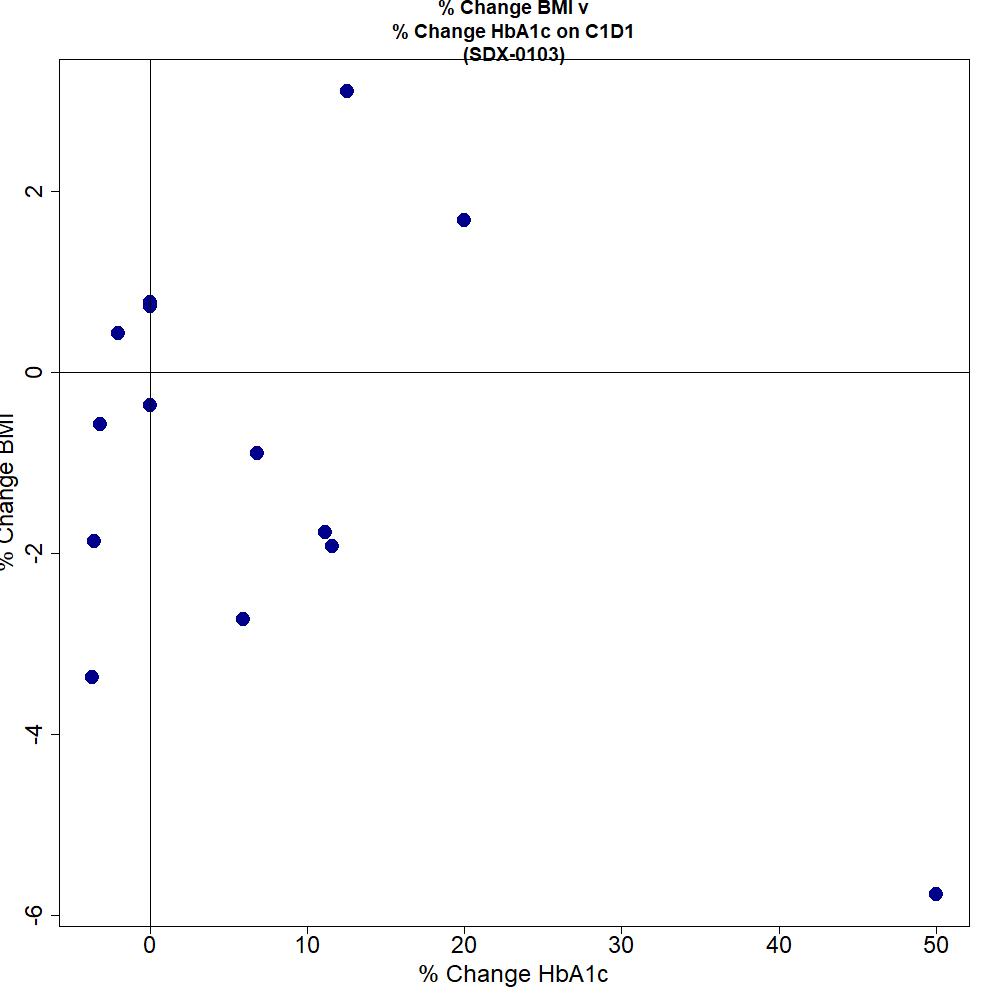 % Change BMI v
% Change HbA1c on C1D1
(SDX-0103)
2
0
-2
-4
-6
% Change BMI
0 10 20 30 40 50
% Change HbA1c